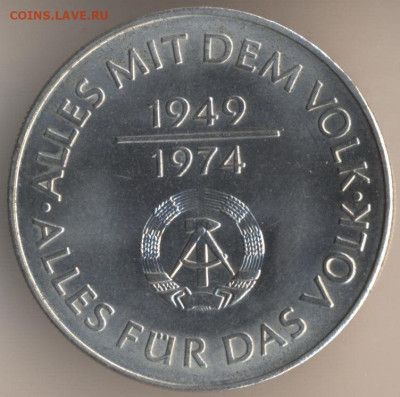 COINS.LAVE.RU
· ALLES MIT DEM VOLK ·
1949
1974
ALLES FÜR DAS VOLK